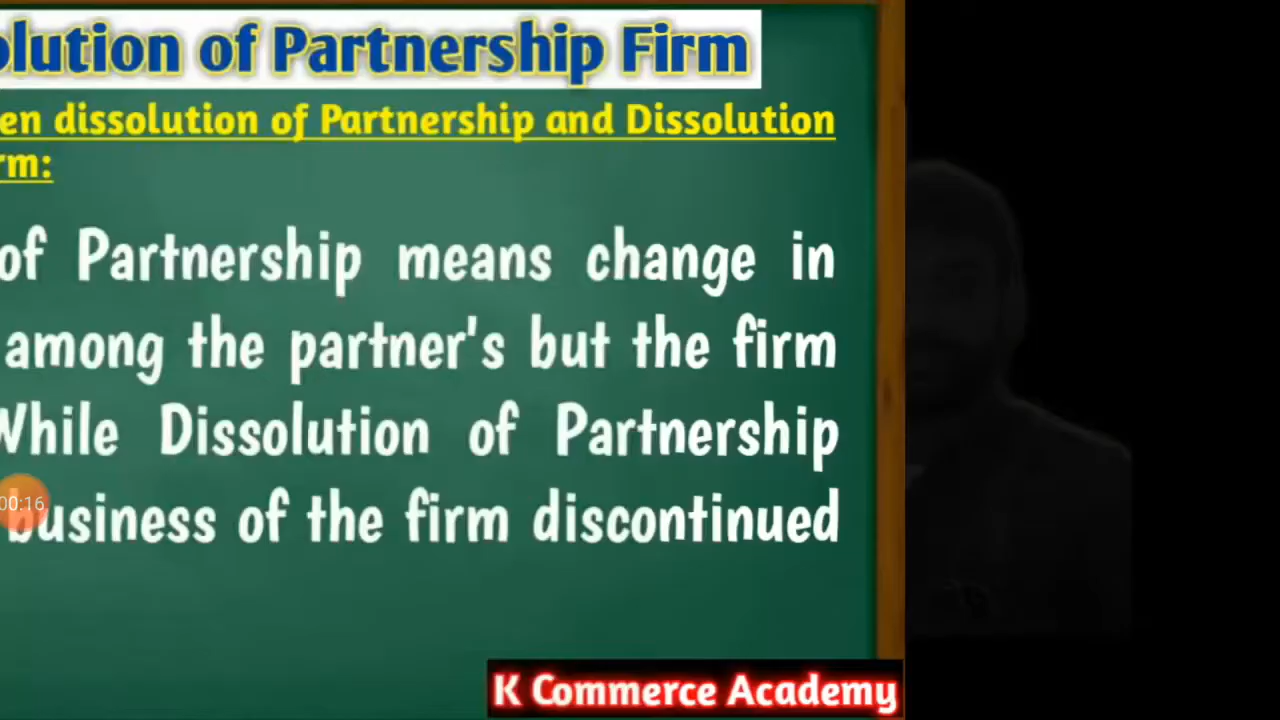 olution of Partnership Firm
en dissolution of Partnership and Dissolution
rm:
of Partnership means change in
among the partner's but the firm
While Dissolution of Partnership
00:16
business of the firm discontinued
K Commerce Academy